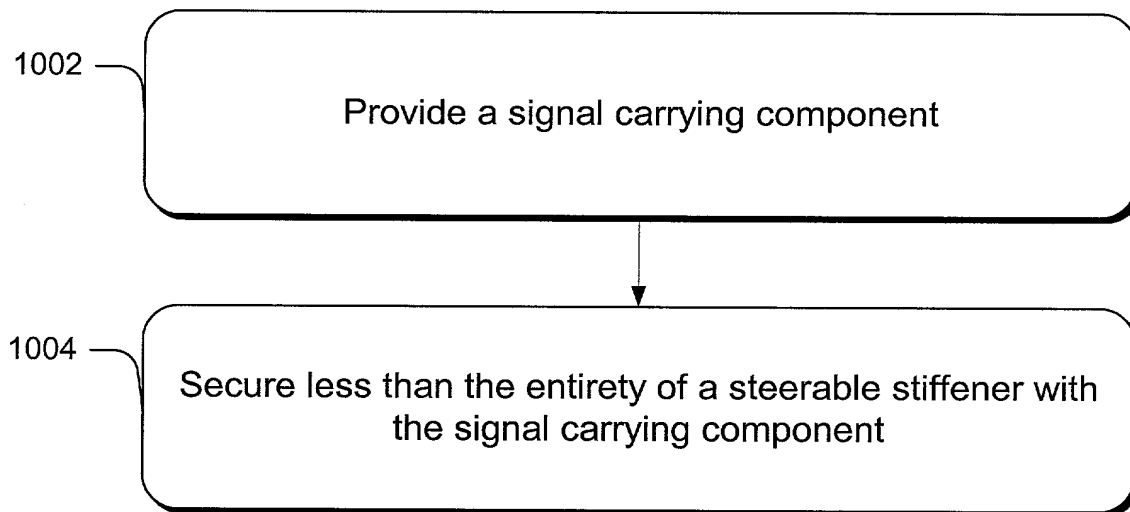 1002
Provide a signal carrying component
1004
Secure less than the entirety of a steerable stiffener with
the signal carrying component